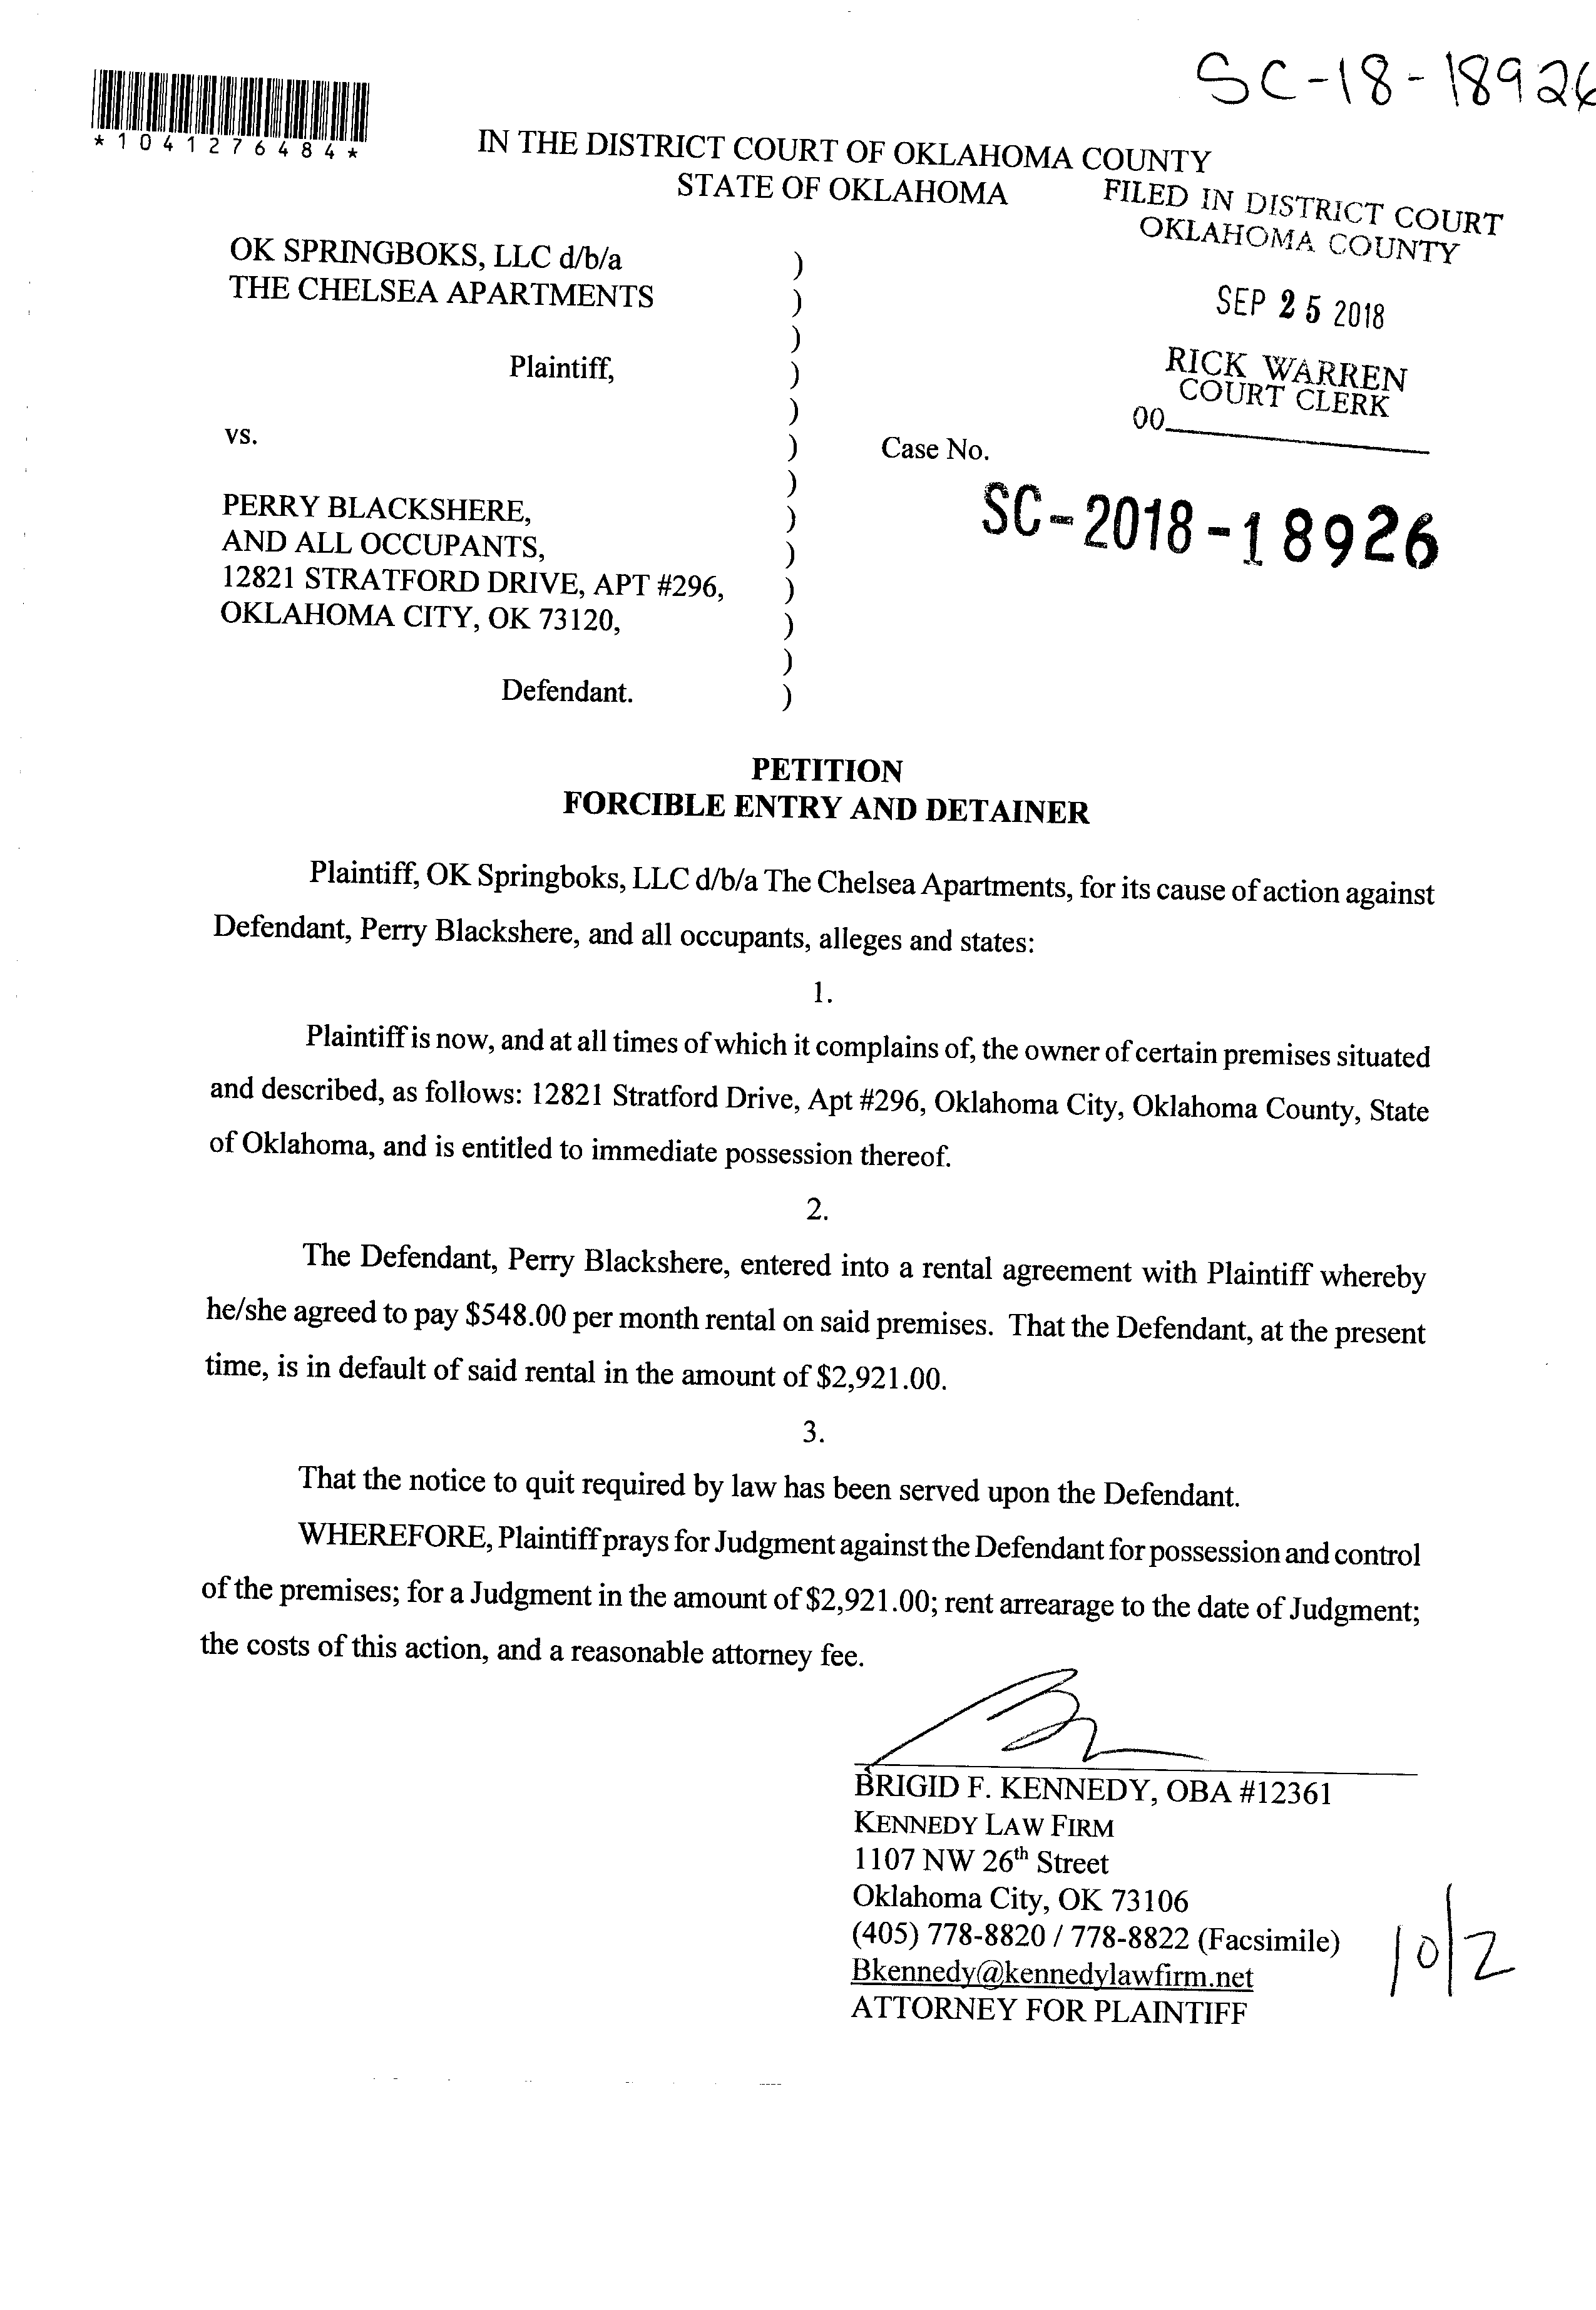 SC-18-18926
*1041276484*
IN THE DISTRICT COURT OF OKLAHOMA COUNTY
STATE OF OKLAHOMA
FILED IN DISTRICT COURT
OKLAHOMA COUNTY
SEP 25 2018
RICK WARREN
COURT CLERK
00
OK SPRINGBOKS, LLC d/b/a )
THE CHELSEA APARTMENTS )
)
Plaintiff, )
)
vs. ) Case No.
)
SC-2018-18926
PERRY BLACKSHERE, )
AND ALL OCCUPANTS, )
12821 STRATFORD DRIVE, APT #296, )
OKLAHOMA CITY, OK 73120, )
)
Defendant. )
PETITION
FORCIBLE ENTRY AND DETAINER
Plaintiff, OK Springboks, LLC d/b/a The Chelsea Apartments, for its cause of action against
Defendant, Perry Blackshere, and all occupants, alleges and states:
1.
Plaintiff is now, and at all times of which it complains of, the owner of certain premises situated
and described, as follows: 12821 Stratford Drive, Apt #296, Oklahoma City, Oklahoma County, State
of Oklahoma, and is entitled to immediate possession thereof.
2.
The Defendant, Perry Blackshere, entered into a rental agreement with Plaintiff whereby
he/she agreed to pay $548.00 per month rental on said premises. That the Defendant, at the present
time, is in default of said rental in the amount of $2,921.00.
3.
That the notice to quit required by law has been served upon the Defendant.
WHEREFORE, Plaintiff prays for Judgment against the Defendant for possession and control
of the premises; for a Judgment in the amount of $2,921.00; rent arrearage to the date of Judgment;
the costs of this action, and a reasonable attorney fee.
BRIGID F. KENNEDY, OBA #12361
KENNEDY LAW FIRM
1107 NW 26th Street
Oklahoma City, OK 73106
(405) 778-8820 / 778-8822 (Facsimile)
Bkennedy@kennedylawfirm.net
ATTORNEY FOR PLAINTIFF
10/2